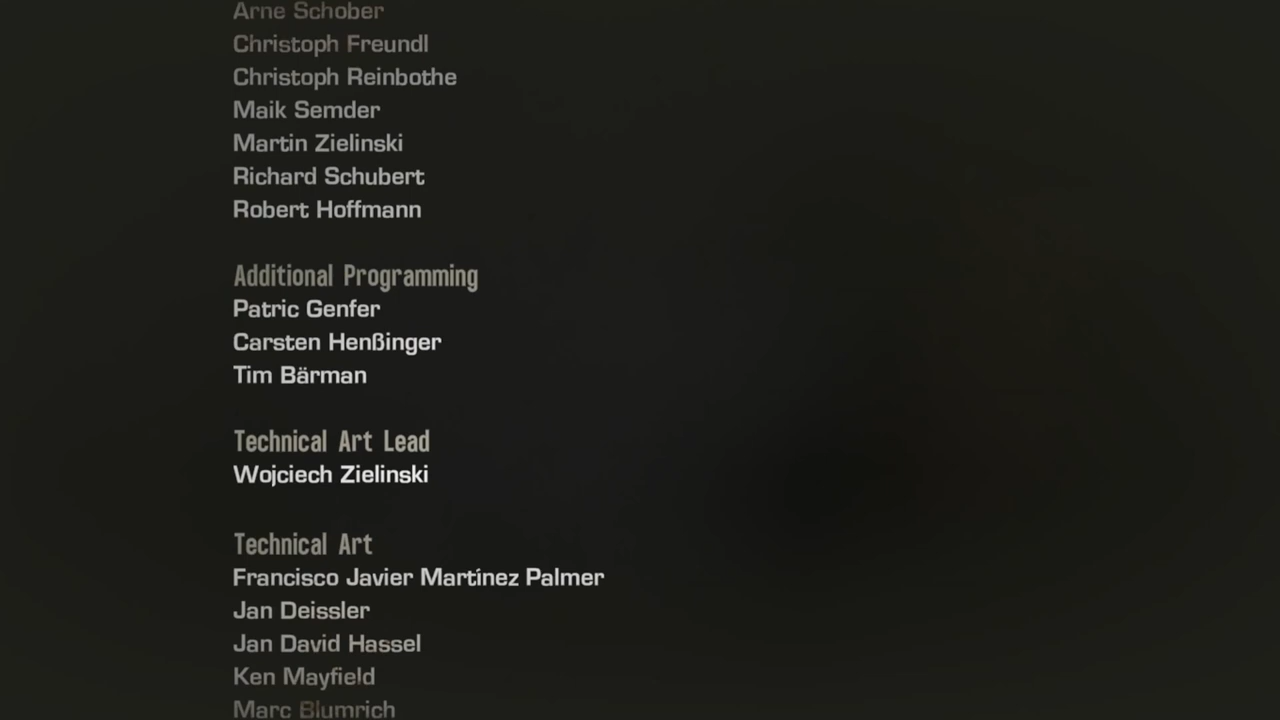 Arne Schober
Christoph Freundl
Christoph Reinbothe
Maik Semder
Martin Zielinski
Richard Schubert
Robert Hoffmann
Additional Programming
Patric Genfer
Carsten Henßinger
Tim Bärman
Technical Art Lead
Wojciech Zielinski
Technical Art
Francisco Javier Martínez Palmer
Jan Deissler
Jan David Hassel
Ken Mayfield
Marc Blumrich